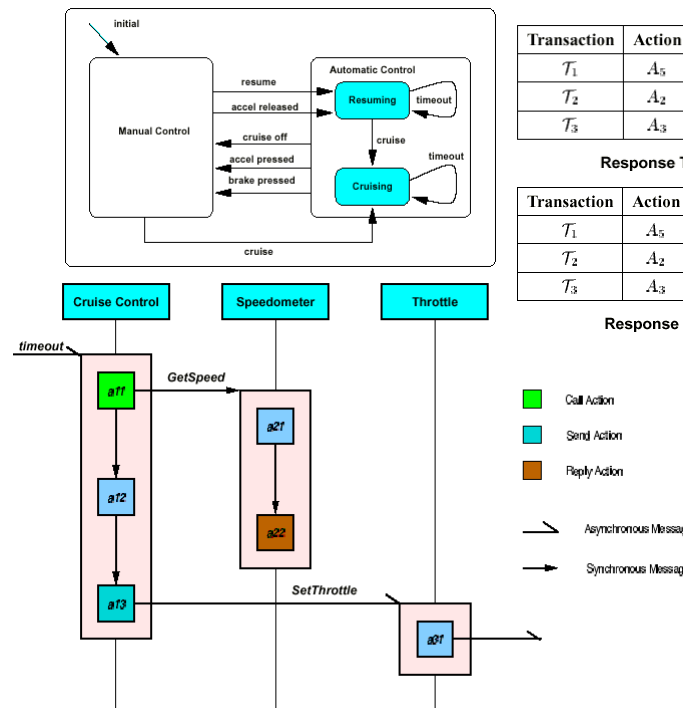 initial
Manual Control
resume
accel released
cruise off
accel pressed
brake pressed
cruise
Automatic Control
Resuming
timeout
cruise
timeout
Cruising
Transaction Action
𝒯1 A5
𝒯2 A2
𝒯3 A3
Response T
Transaction Action
𝒯1 A5
𝒯2 A2
𝒯3 A3
Response
Cruise Control
Speedometer
Throttle
timeout
a11
GetSpeed
a21
a12
a22
a13
SetThrottle
a31
Call Action
Send Action
Reply Action
Asynchronous Messag
Synchronous Messag